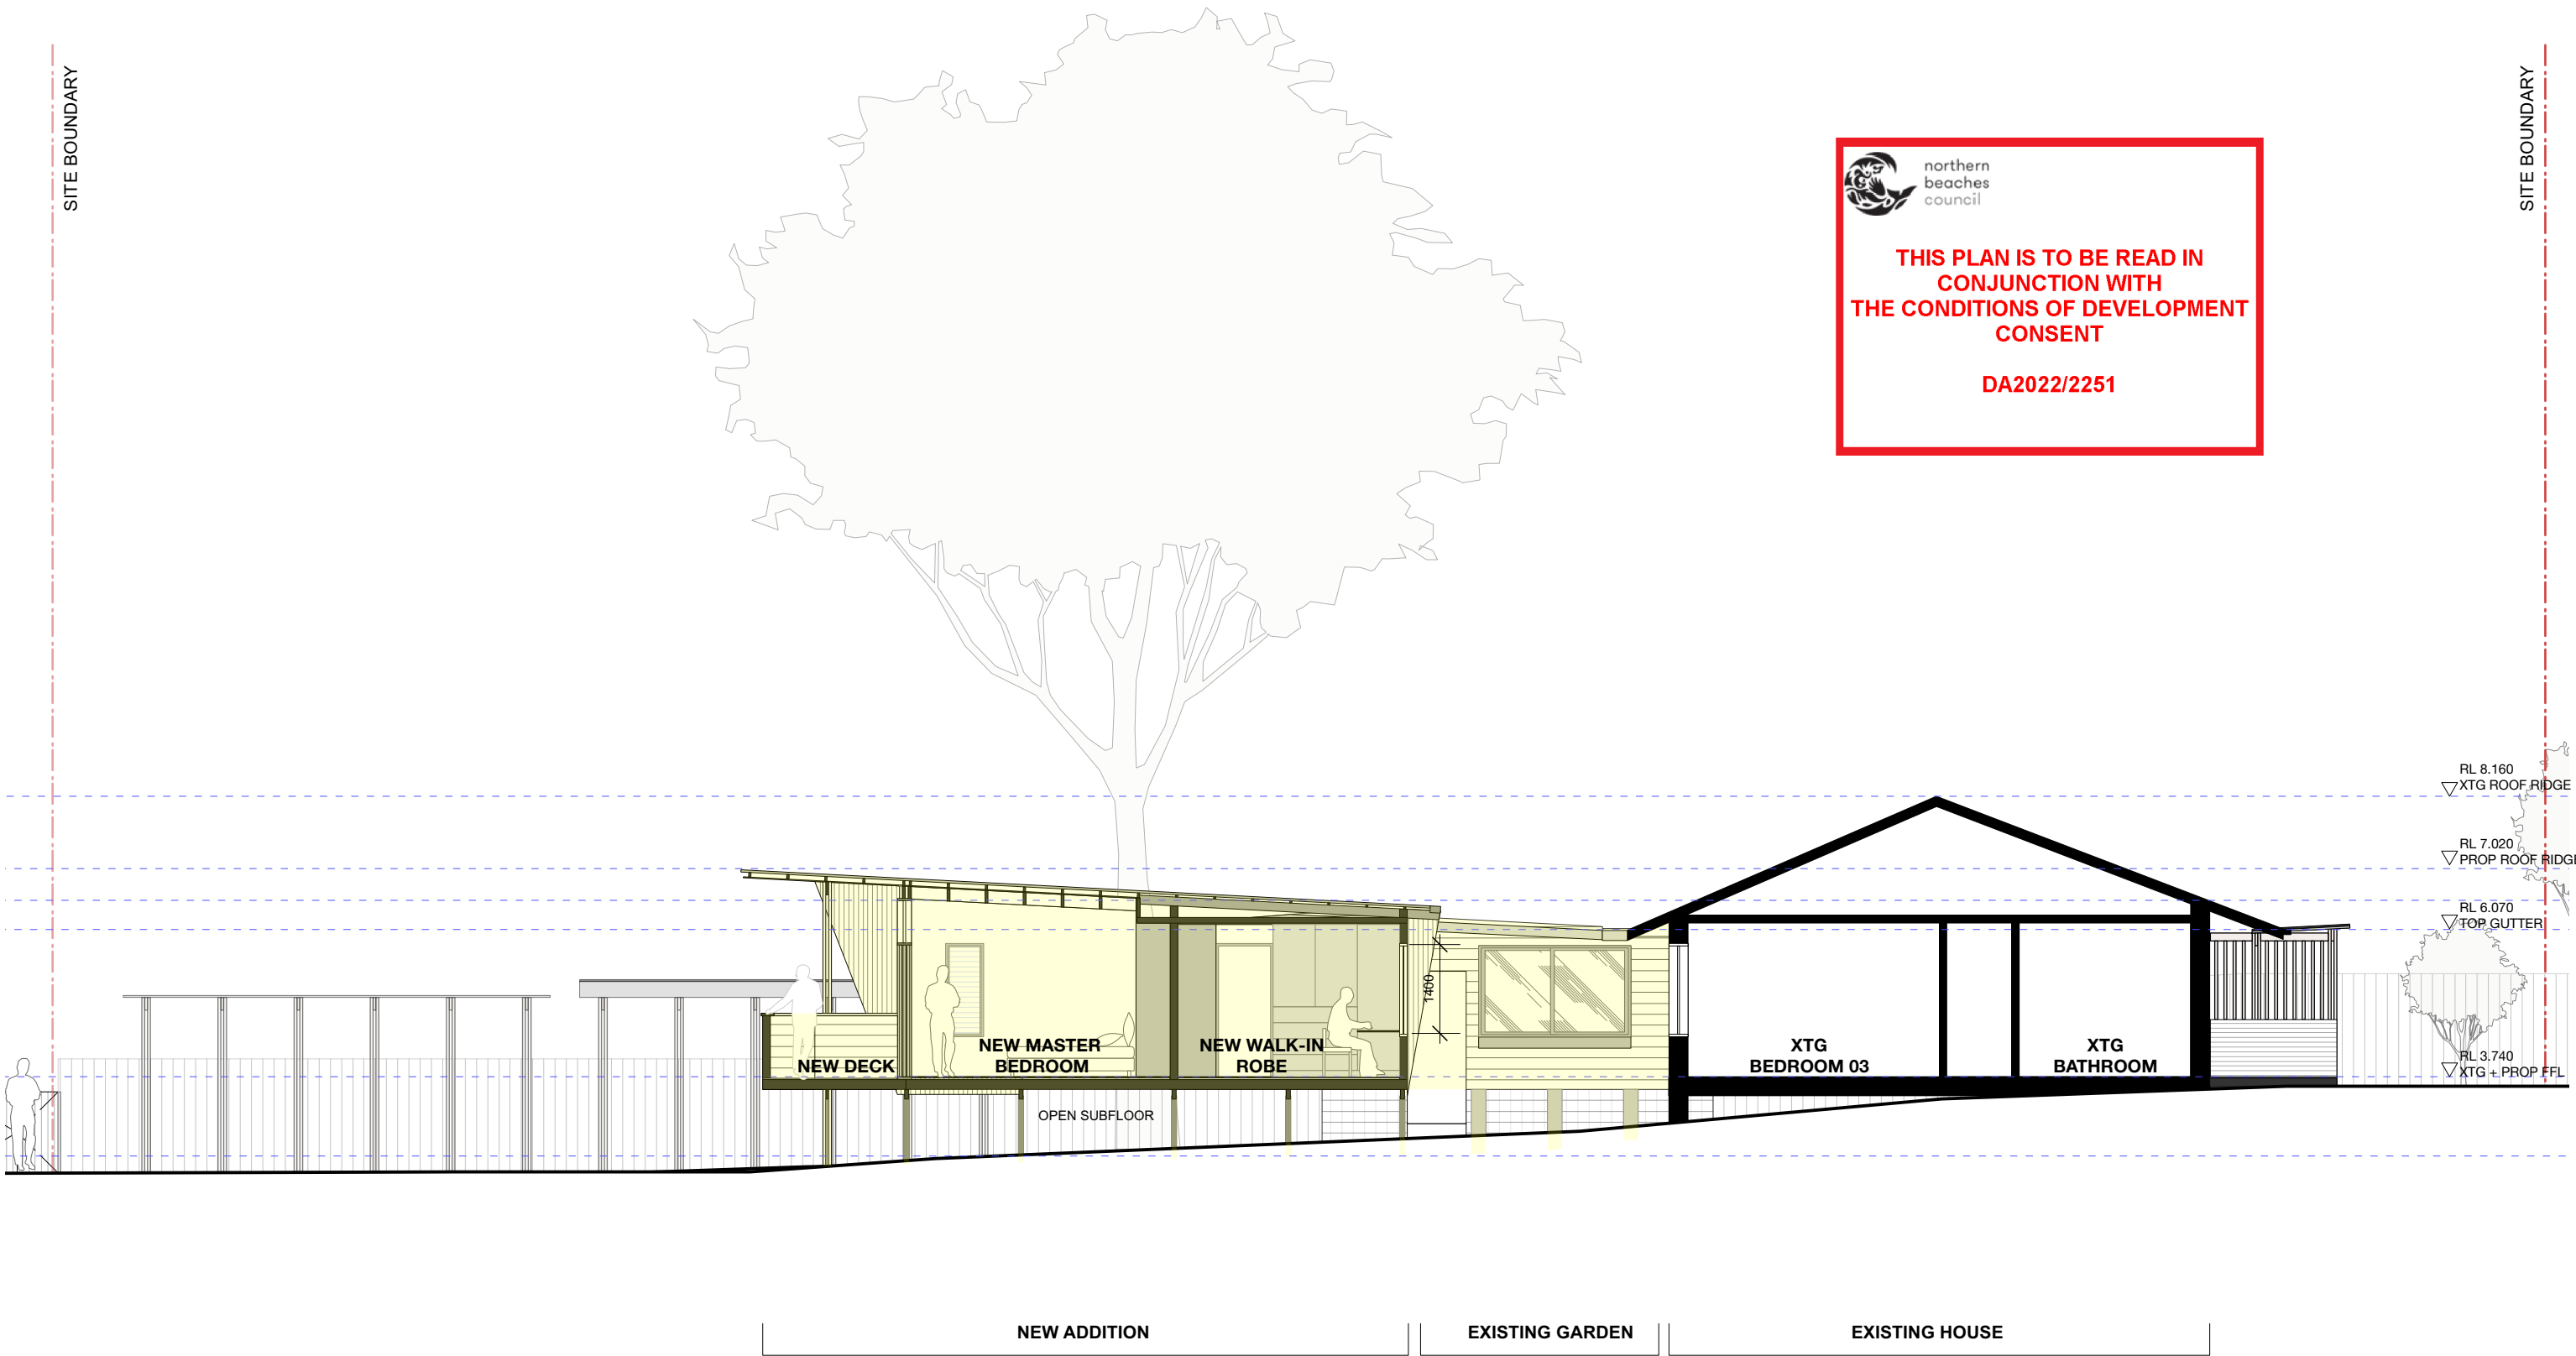 SITE BOUNDARY
SITE BOUNDARY
northern
beaches
council
THIS PLAN IS TO BE READ IN
CONJUNCTION WITH
THE CONDITIONS OF DEVELOPMENT
CONSENT
DA2022/2251
RL 8.160
XTG ROOF RIDGE
RL 7.020
PROP ROOF RIDGE
RL 6.070
TOP GUTTER
1400
NEW DECK
NEW MASTER
BEDROOM
NEW WALK-IN
ROBE
XTG
BEDROOM 03
XTG
BATHROOM
RL 3.740
XTG + PROP FFL
OPEN SUBFLOOR
NEW ADDITION
EXISTING GARDEN
EXISTING HOUSE